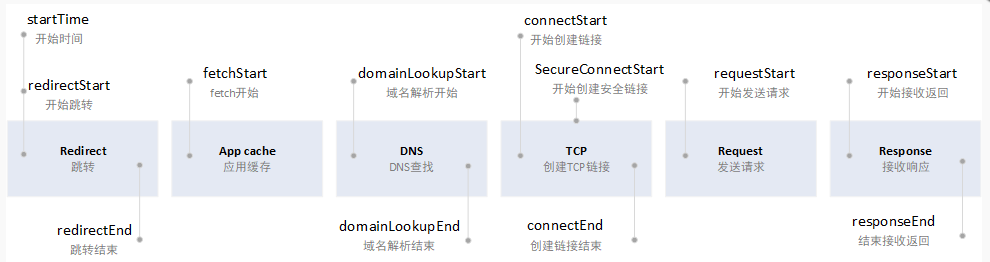 startTime
开始时间
redirectStart
开始跳转
fetchStart
fetch开始
domainLookupStart
域名解析开始
connectStart
开始创建链接
SecureConnectStart
开始创建安全链接
requestStart
开始发送请求
responseStart
开始接收返回
Redirect
跳转
App cache
应用缓存
DNS
DNS查找
TCP
创建TCP链接
Request
发送请求
Response
接收响应
redirectEnd
跳转结束
domainLookupEnd
域名解析结束
connectEnd
创建链接结束
responseEnd
结束接收返回